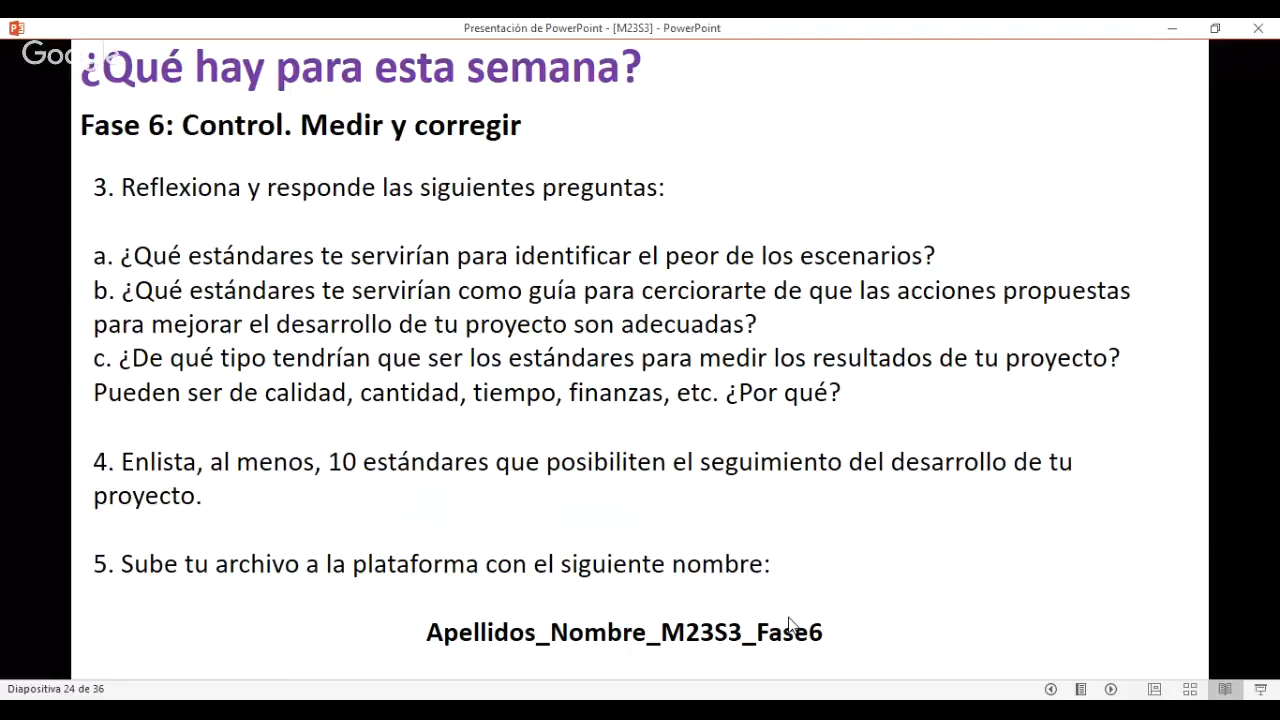 Presentación de PowerPoint - [M23S3] - PowerPoint
Google
¿Qué hay para esta semana?
Fase 6: Control. Medir y corregir
3. Reflexiona y responde las siguientes preguntas:
a. ¿Qué estándares te servirían para identificar el peor de los escenarios?
b. ¿Qué estándares te servirían como guía para cerciorarte de que las acciones propuestas
para mejorar el desarrollo de tu proyecto son adecuadas?
c. ¿De qué tipo tendrían que ser los estándares para medir los resultados de tu proyecto?
Pueden ser de calidad, cantidad, tiempo, finanzas, etc. ¿Por qué?
4. Enlista, al menos, 10 estándares que posibiliten el seguimiento del desarrollo de tu
proyecto.
5. Sube tu archivo a la plataforma con el siguiente nombre:
Apellidos_Nombre_M23S3_Fase6
Diapositiva 24 de 36